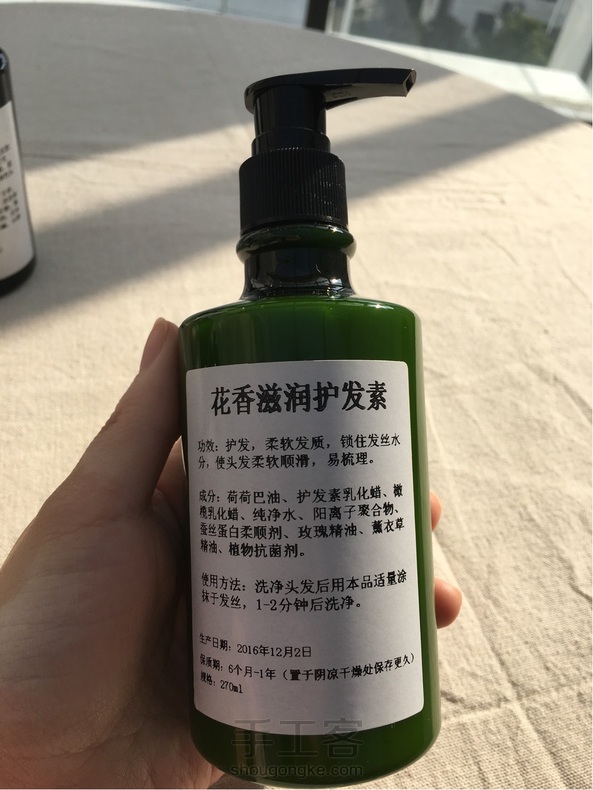 花香滋润护发素
功效：护发，柔软发质，锁住发丝水
分，使头发柔软顺滑，易梳理。
成分：荷荷巴油、护发素乳化蜡、橄
榄乳化蜡、纯净水、阳离子聚合物、
蚕丝蛋白柔顺剂、玫瑰精油、薰衣草
精油、植物抗菌剂。
使用方法：洗净头发后用本品适量涂
抹于发丝，1-2分钟后洗净。
生产日期：2016年12月2日
保质期：6个月-1年（置于阴凉干燥处保存更久）
规格：270ml
手工客
shougongke.com